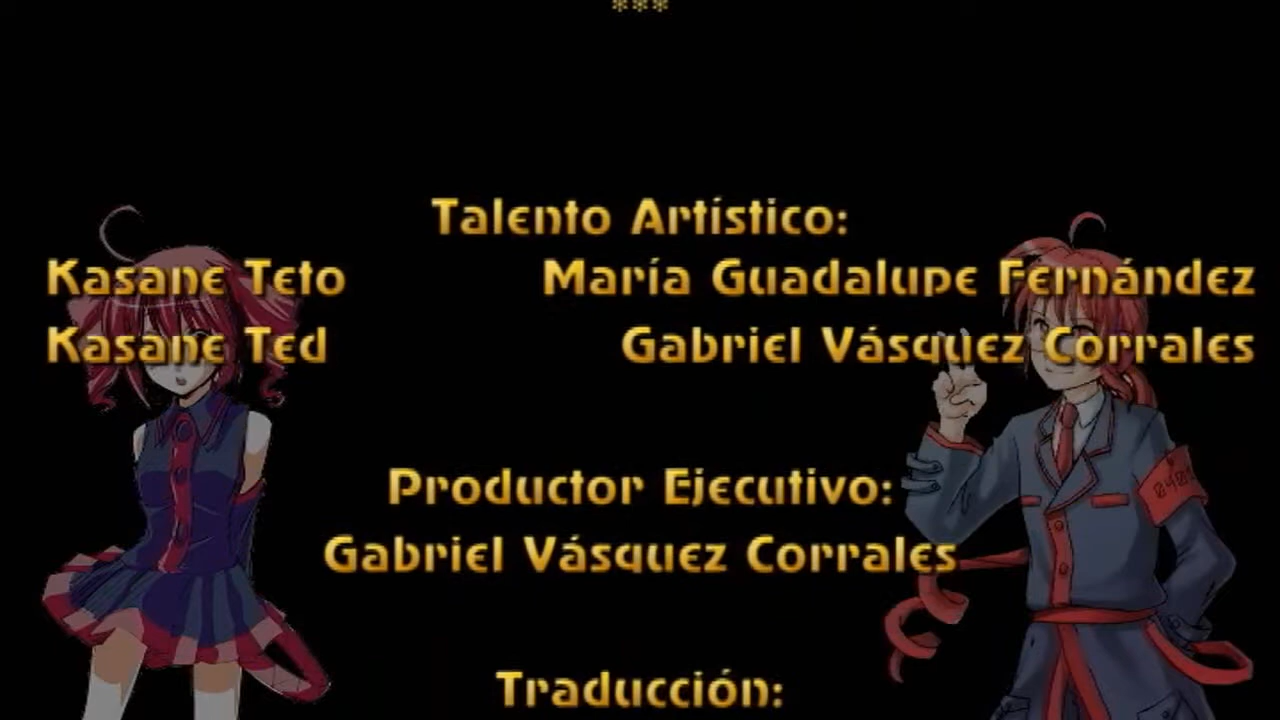 ***
Talento Artístico:
Kasane Teto María Guadalupe Fernández
Kasane Ted Gabriel Vásquez Corrales
Productor Ejecutivo:
Gabriel Vásquez Corrales
Traducción: